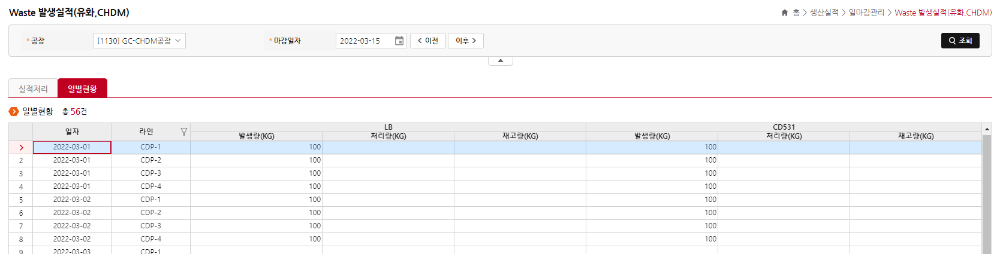 Waste 발생실적(유화,CHDM)
홈 > 생산실적 > 일마감관리 > Waste 발생실적(유화,CHDM)
* 공장 [1130] GC-CHDM공장 * 마감일자 2022-03-15 < 이전 이후 > 조회
실적처리 일별현황
일별현황 총 56건
일자 라인 LB CD531
발생량(KG) 처리량(KG) 재고량(KG) 발생량(KG) 처리량(KG) 재고량(KG)
2022-03-01 CDP-1 100 100
2 2022-03-01 CDP-2 100 100
3 2022-03-01 CDP-3 100 100
4 2022-03-01 CDP-4 100 100
5 2022-03-02 CDP-1 100 100
6 2022-03-02 CDP-2 100 100
7 2022-03-02 CDP-3 100 100
8 2022-03-02 CDP-4 100 100
9 2022-03-03 CDP-1